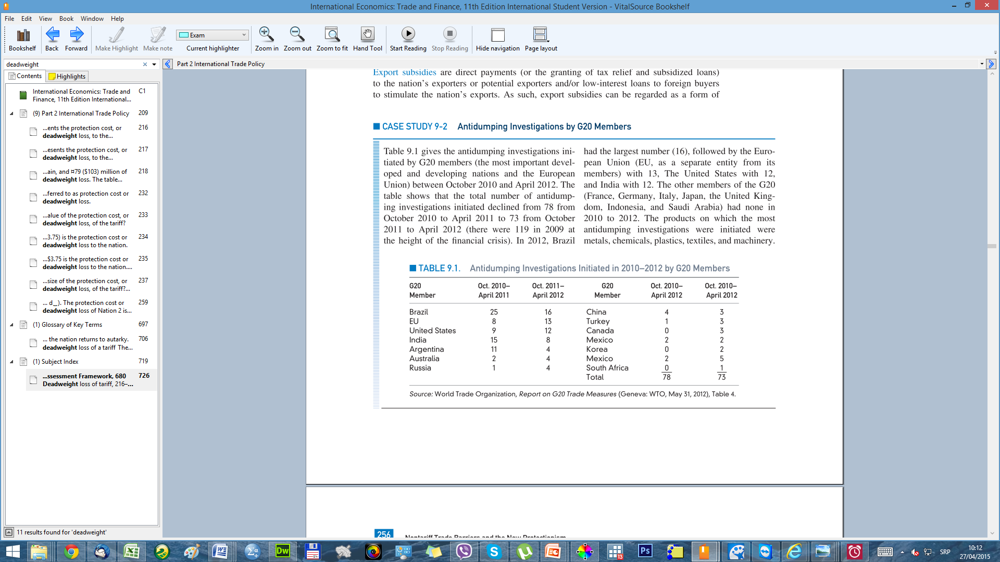 International Economics: Trade and Finance, 11th Edition International Student Version - VitalSource Bookshelf
File Edit View Book Window Help
Bookshelf Back Forward Make Highlight Make note Exam Current highlighter Zoom in Zoom out Zoom to fit Hand Tool Start Reading Stop Reading Hide navigation Page layout
deadweight
Contents Highlights
International Economics: Trade and C1
Finance, 11th Edition International...
(9) Part 2 International Trade Policy 209
...ents the protection cost, or 216
deadweight loss, to the...
...esents the protection cost, or 217
deadweight loss, to the...
...ain, and ¤79 ($103) million of 218
deadweight loss. The table...
...ferred to as protection cost or 232
deadweight loss.
...alue of the protection cost, or 233
deadweight loss, of the tariff?
...3.75) is the protection cost or 234
deadweight loss to the nation.
...$3.75 is the protection cost or 235
deadweight loss to the nation....
...size of the protection cost, or 237
deadweight loss, of the tariff?...
... d_). The protection cost or 259
deadweight loss of Nation 2 is...
(1) Glossary of Key Terms 697
... the nation returns to autarky. 706
deadweight loss of a tariff The...
(1) Subject Index 719
...ssessment Framework, 680 726
Deadweight loss of tariff, 216–...
11 results found for 'deadweight'
Part 2 International Trade Policy
Export subsidies are direct payments (or the granting of tax relief and subsidized loans)
to the nation's exporters or potential exporters and/or low-interest loans to foreign buyers
to stimulate the nation's exports. As such, export subsidies can be regarded as a form of
CASE STUDY 9-2 Antidumping Investigations by G20 Members
Table 9.1 gives the antidumping investigations ini-
tiated by G20 members (the most important devel-
oped and developing nations and the European
Union) between October 2010 and April 2012. The
table shows that the total number of antidump-
ing investigations initiated declined from 78 from
October 2010 to April 2011 to 73 from October
2011 to April 2012 (there were 119 in 2009 at
the height of the financial crisis). In 2012, Brazil
had the largest number (16), followed by the Euro-
pean Union (EU, as a separate entity from its
members) with 13, The United States with 12,
and India with 12. The other members of the G20
(France, Germany, Italy, Japan, the United King-
dom, Indonesia, and Saudi Arabia) had none in
2010 to 2012. The products on which the most
antidumping investigations were initiated were
metals, chemicals, plastics, textiles, and machinery.
TABLE 9.1. Antidumping Investigations Initiated in 2010–2012 by G20 Members
G20 Oct. 2010– Oct. 2011– G20 Oct. 2010– Oct. 2010–
Member April 2011 April 2012 Member April 2012 April 2012
Brazil 25 16 China 4 3
EU 8 13 Turkey 1 3
United States 9 12 Canada 0 3
India 15 8 Mexico 2 2
Argentina 11 4 Korea 0 2
Australia 2 4 Mexico 2 5
Russia 1 4 South Africa 0 1
Total 78 73
Source: World Trade Organization, Report on G20 Trade Measures (Geneva: WTO, May 31, 2012), Table 4.
256 Nontariff Trade Barriers and the New Protectionism
Dw
64
13
Ps
SRP
10:12
27/04/2015